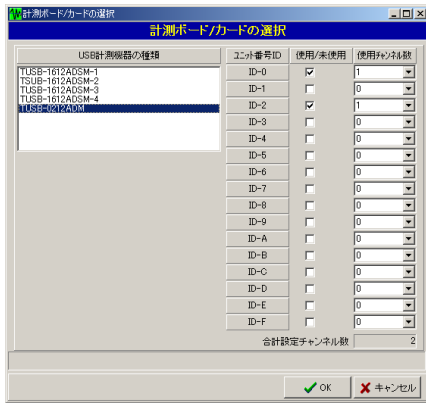 計測ボード/カードの選択
計測ボード/カードの選択
USB計測機器の種類 ユニット番号ID 使用/未使用 使用チャンネル数
TUSB-1612ADSM-1
TSUB-1612ADSM-2
TUSB-1612ADSM-3
TUSB-1612ADSM-4
TUSB-0212ADM
ID-0 1
ID-1 0
ID-2 1
ID-3 0
ID-4 0
ID-5 0
ID-6 0
ID-7 0
ID-8 0
ID-9 0
ID-A 0
ID-B 0
ID-C 0
ID-D 0
ID-E 0
ID-F 0
合計設定チャンネル数 2
OK キャンセル